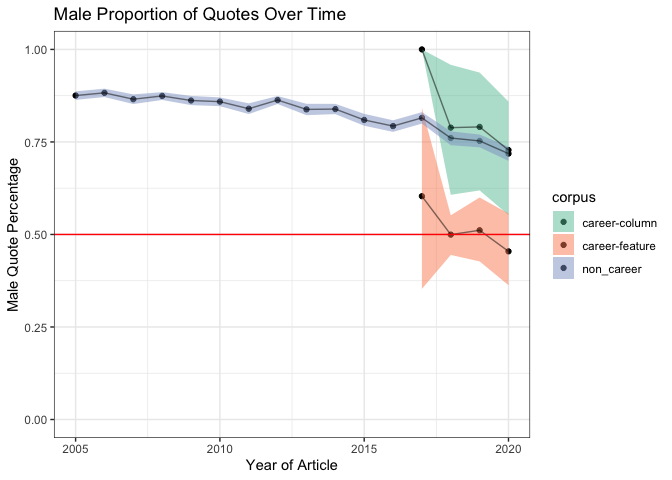 Male Proportion of Quotes Over Time
Male Quote Percentage
1.00
0.75
0.50
0.25
0.00
2005
2010
2015
2020
Year of Article
corpus
career-column
career-feature
non_career